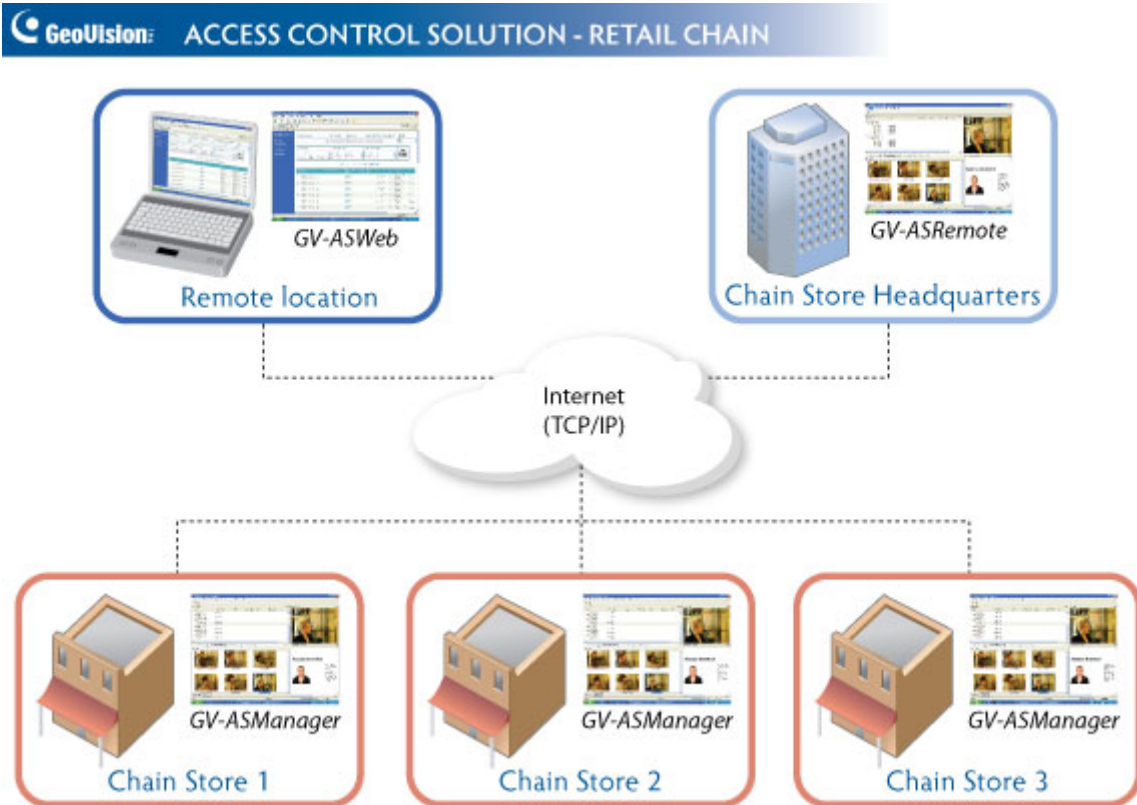 GeoVision ACCESS CONTROL SOLUTION - RETAIL CHAIN
GV-ASWeb
Remote location
GV-ASRemote
Chain Store Headquarters
Internet
(TCP/IP)
GV-ASManager
Chain Store 1
GV-ASManager
Chain Store 2
GV-ASManager
Chain Store 3